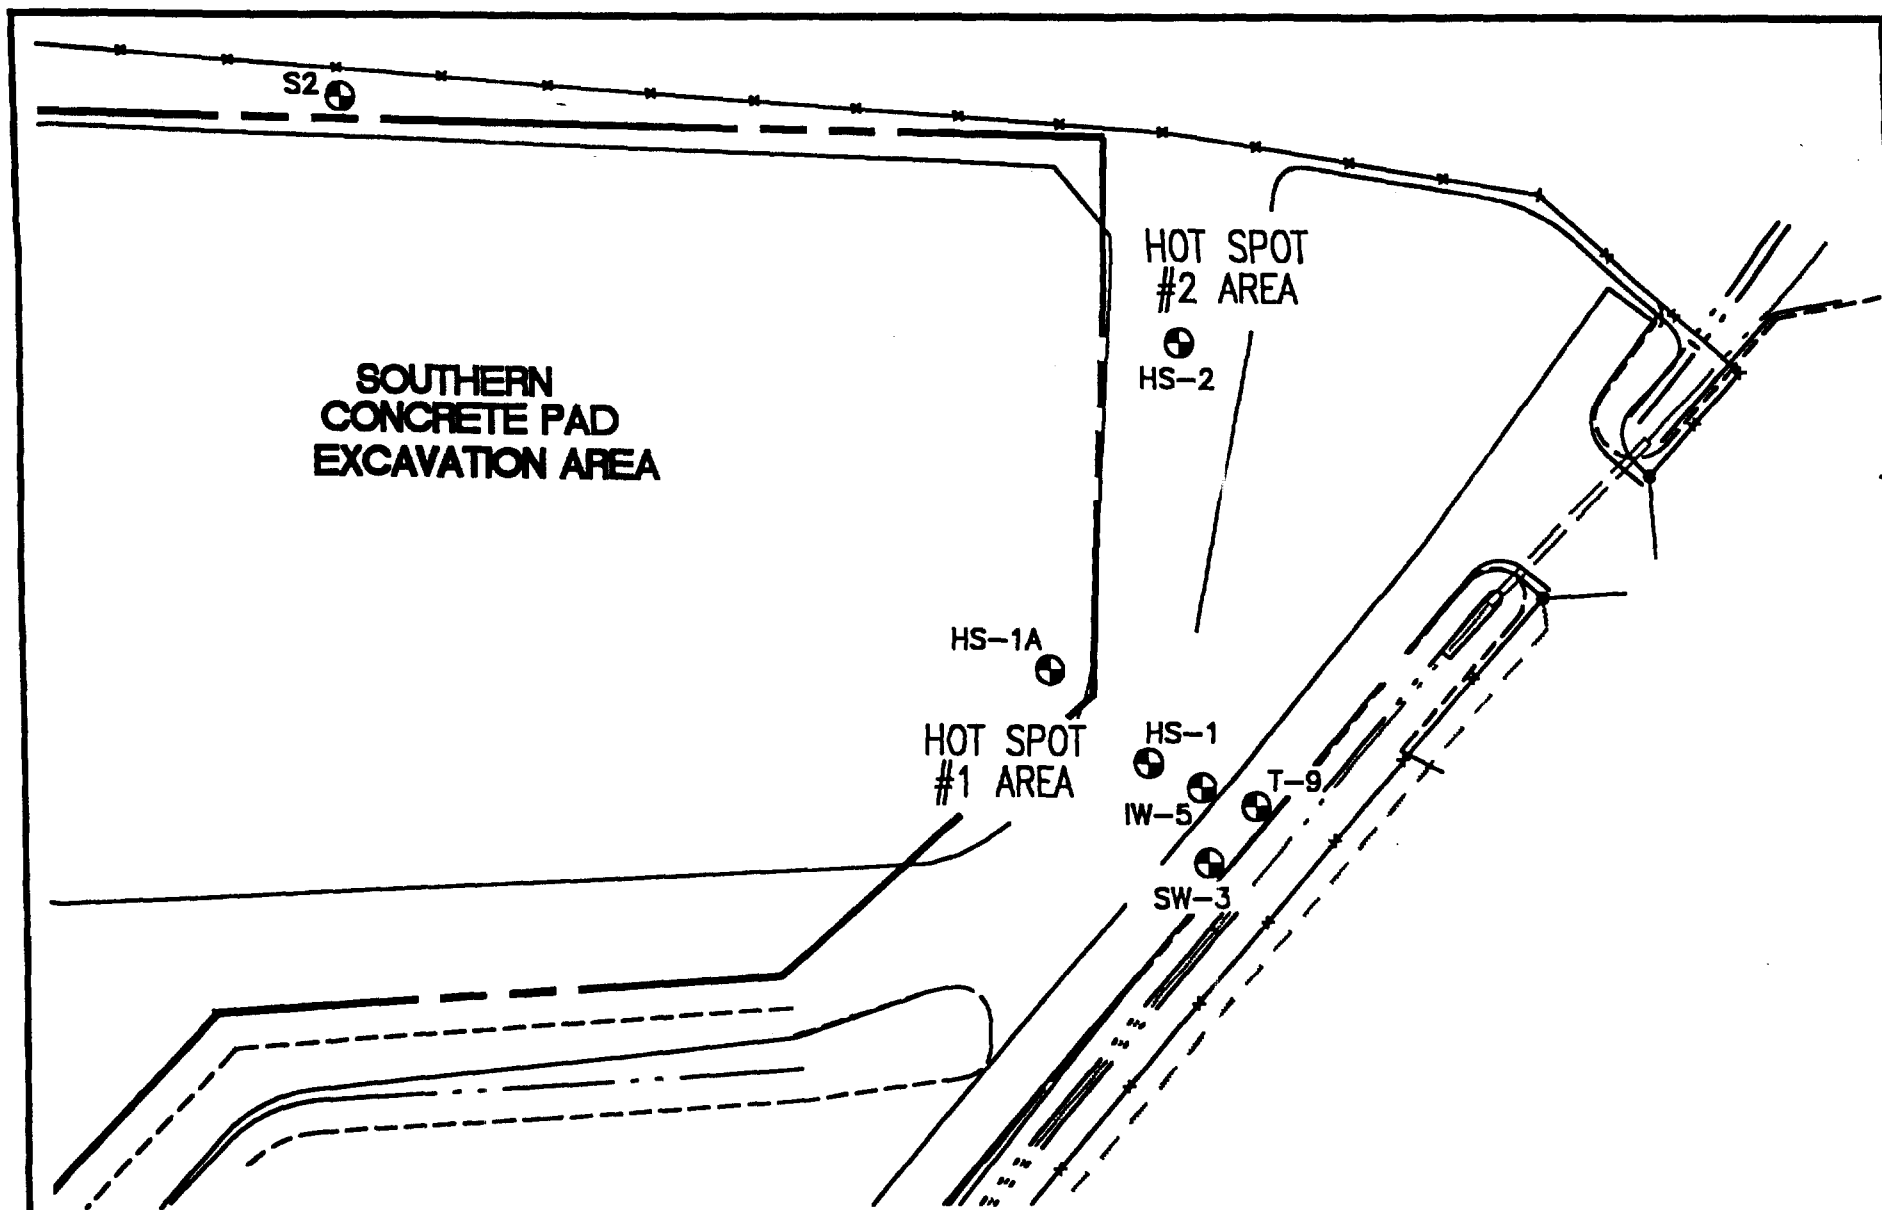 S2
HOT SPOT
#2 AREA
HS-2
SOUTHERN
CONCRETE PAD
EXCAVATION AREA
HS-1A
HOT SPOT
#1 AREA
HS-1
T-9
IW-5
SW-3